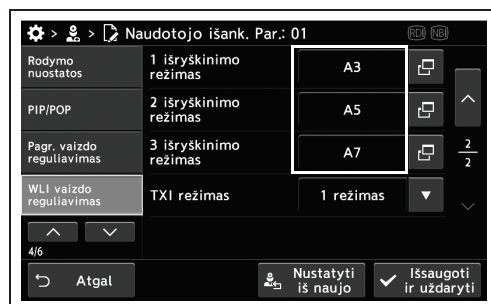 > > Naudotojo išank. Par.: 01 RDI NBI
Rodymo
nuostatos
PIP/POP
Pagr. vaizdo
reguliavimas
WLI vaizdo
reguliavimas
4/6
1 išryškinimo
režimas
A3
2 išryškinimo
režimas
A5
3 išryškinimo
režimas
A7
TXI režimas
1 režimas
2
2
Atgal
Nustatyti
iš naujo
Išsaugoti
ir uždaryti